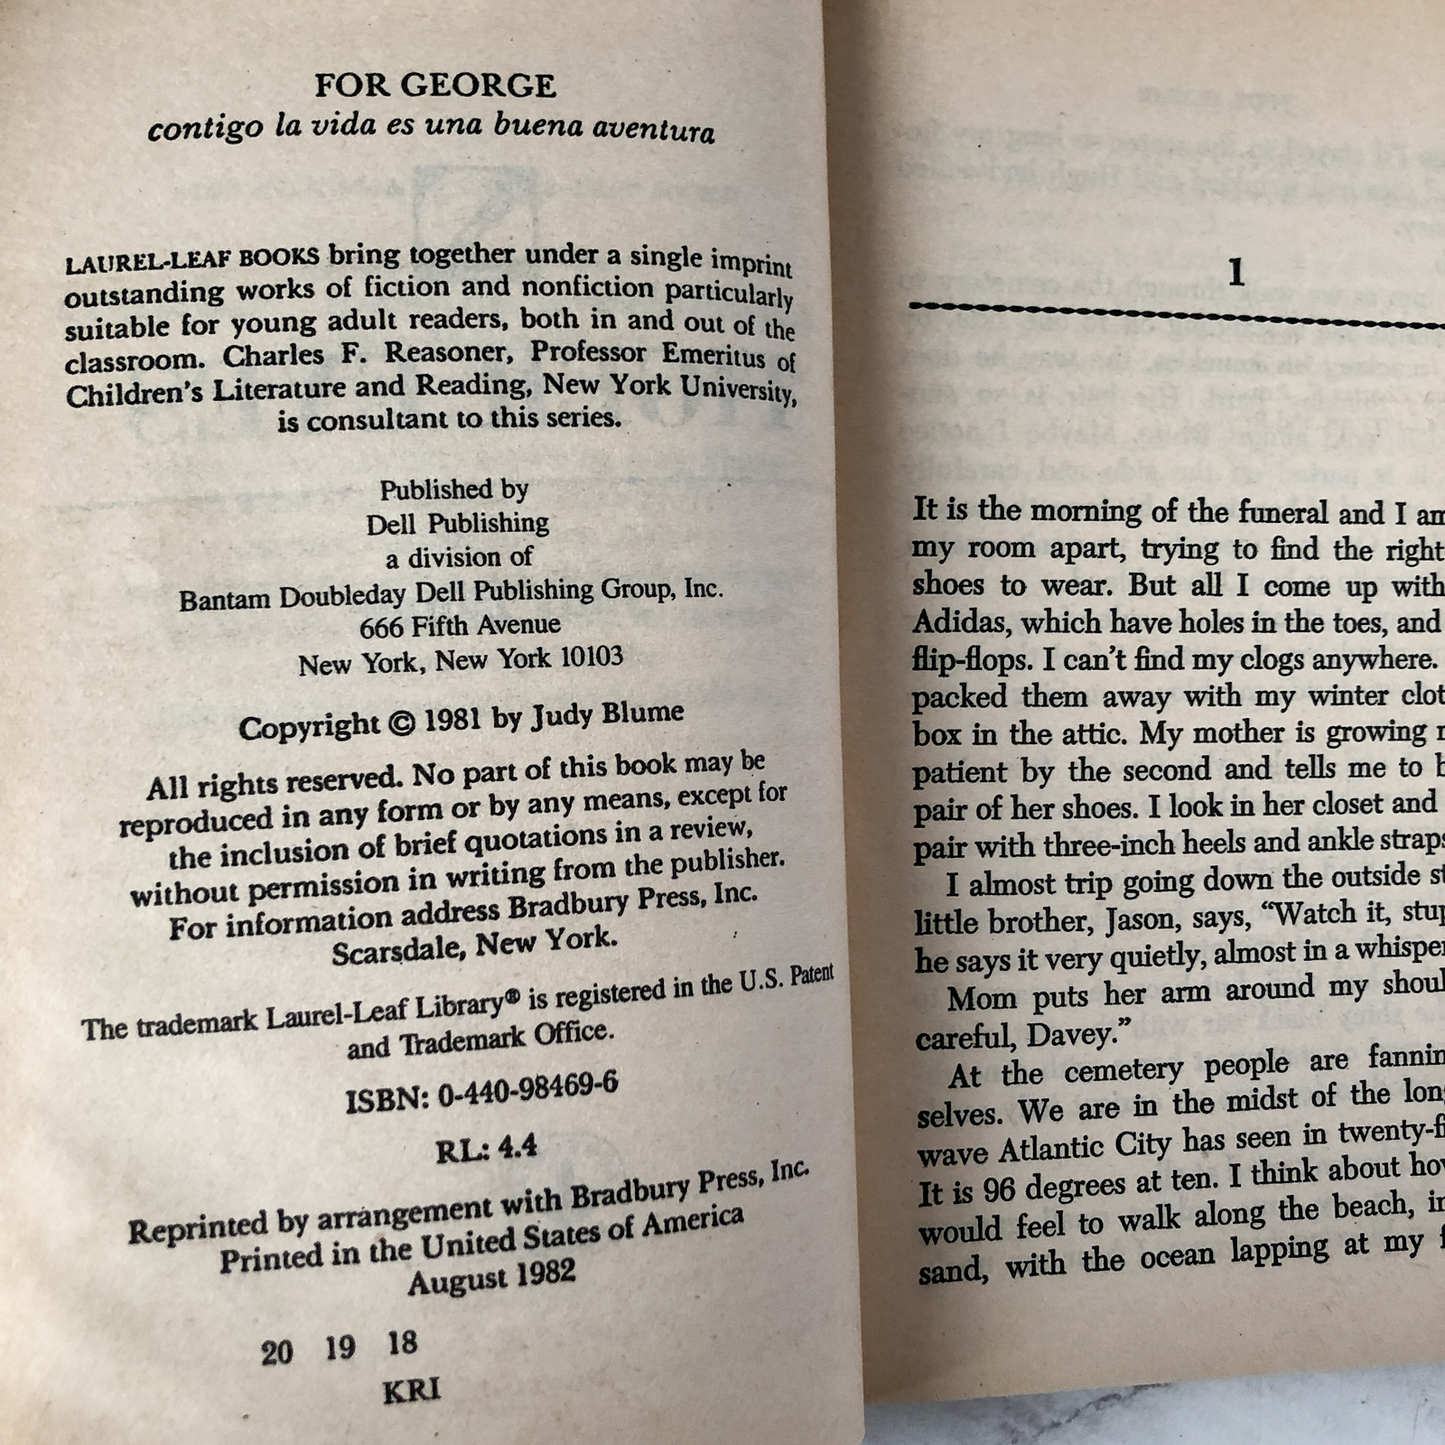 FOR GEORGE
contigo la vida es una buena aventura
LAUREL-LEAF BOOKS bring together under a single imprint
outstanding works of fiction and nonfiction particularly
suitable for young adult readers, both in and out of the
classroom. Charles F. Reasoner, Professor Emeritus of
Children's Literature and Reading, New York University,
is consultant to this series.
Published by
Dell Publishing
a division of
Bantam Doubleday Dell Publishing Group, Inc.
666 Fifth Avenue
New York, New York 10103
Copyright © 1981 by Judy Blume
All rights reserved. No part of this book may be
reproduced in any form or by any means, except for
the inclusion of brief quotations in a review,
without permission in writing from the publisher.
For information address Bradbury Press, Inc.
Scarsdale, New York.
The trademark Laurel-Leaf Library® is registered in the U.S. Patent
and Trademark Office.
ISBN: 0-440-98469-6
RL: 4.4
Reprinted by arrangement with Bradbury Press, Inc.
Printed in the United States of America
August 1982
20 19 18
KRI
1
It is the morning of the funeral and I am
my room apart, trying to find the right
shoes to wear. But all I come up with
Adidas, which have holes in the toes, and
flip-flops. I can't find my clogs anywhere.
packed them away with my winter clot
box in the attic. My mother is growing
patient by the second and tells me to
pair of her shoes. I look in her closet and
pair with three-inch heels and ankle straps
I almost trip going down the outside st
little brother, Jason, says, "Watch it, stup
he says it very quietly, almost in a whisper
Mom puts her arm around my shoul
careful, Davey."
At the cemetery people are fannin
selves. We are in the midst of the long
wave Atlantic City has seen in twenty-fi
It is 96 degrees at ten. I think about how
would feel to walk along the beach, in
sand, with the ocean lapping at my